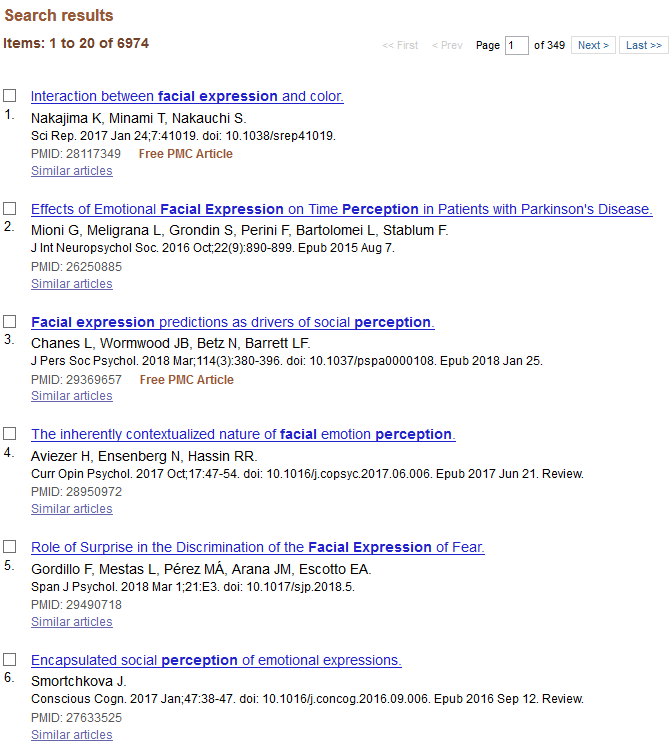 Search results
Items: 1 to 20 of 6974
<< First < Prev Page 1 of 349 Next > Last >>
1. Interaction between facial expression and color.
Nakajima K, Minami T, Nakauchi S.
Sci Rep. 2017 Jan 24;7:41019. doi: 10.1038/srep41019.
PMID: 28117349 Free PMC Article
Similar articles
2. Effects of Emotional Facial Expression on Time Perception in Patients with Parkinson's Disease.
Mioni G, Meligrana L, Grondin S, Perini F, Bartolomei L, Stablum F.
J Int Neuropsychol Soc. 2016 Oct;22(9):890-899. Epub 2015 Aug 7.
PMID: 26250885
Similar articles
3. Facial expression predictions as drivers of social perception.
Chanes L, Wormwood JB, Betz N, Barrett LF.
J Pers Soc Psychol. 2018 Mar;114(3):380-396. doi: 10.1037/pspa0000108. Epub 2018 Jan 25.
PMID: 29369657 Free PMC Article
Similar articles
4. The inherently contextualized nature of facial emotion perception.
Aviezer H, Ensenberg N, Hassin RR.
Curr Opin Psychol. 2017 Oct;17:47-54. doi: 10.1016/j.copsyc.2017.06.006. Epub 2017 Jun 21. Review.
PMID: 28950972
Similar articles
5. Role of Surprise in the Discrimination of the Facial Expression of Fear.
Gordillo F, Mestas L, Pérez MÁ, Arana JM, Escotto EA.
Span J Psychol. 2018 Mar 1;21:E3. doi: 10.1017/sjp.2018.5.
PMID: 29490718
Similar articles
6. Encapsulated social perception of emotional expressions.
Smortchkova J.
Conscious Cogn. 2017 Jan;47:38-47. doi: 10.1016/j.concog.2016.09.006. Epub 2016 Sep 12. Review.
PMID: 27633525
Similar articles